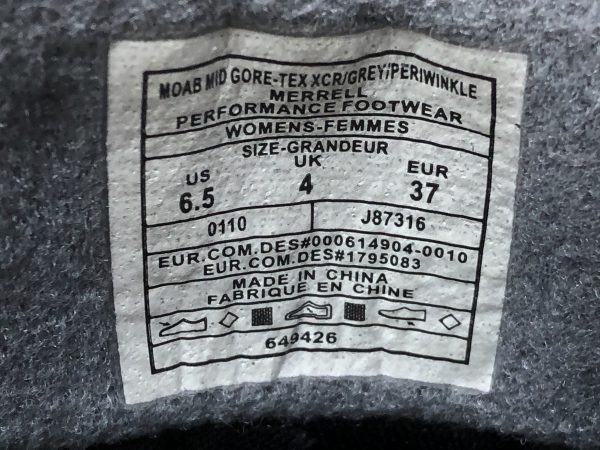 MOAB MID GORE-TEX XCR/GREY/PERIWINKLE
MERRELL
PERFORMANCE FOOTWEAR
WOMENS-FEMMES
SIZE-GRANDEUR
US UK EUR
6.5 4 37
0110 J87316
EUR.COM.DES#000614904-0010
EUR.COM.DES#1795083
MADE IN CHINA
FABRIQUE EN CHINE
649426